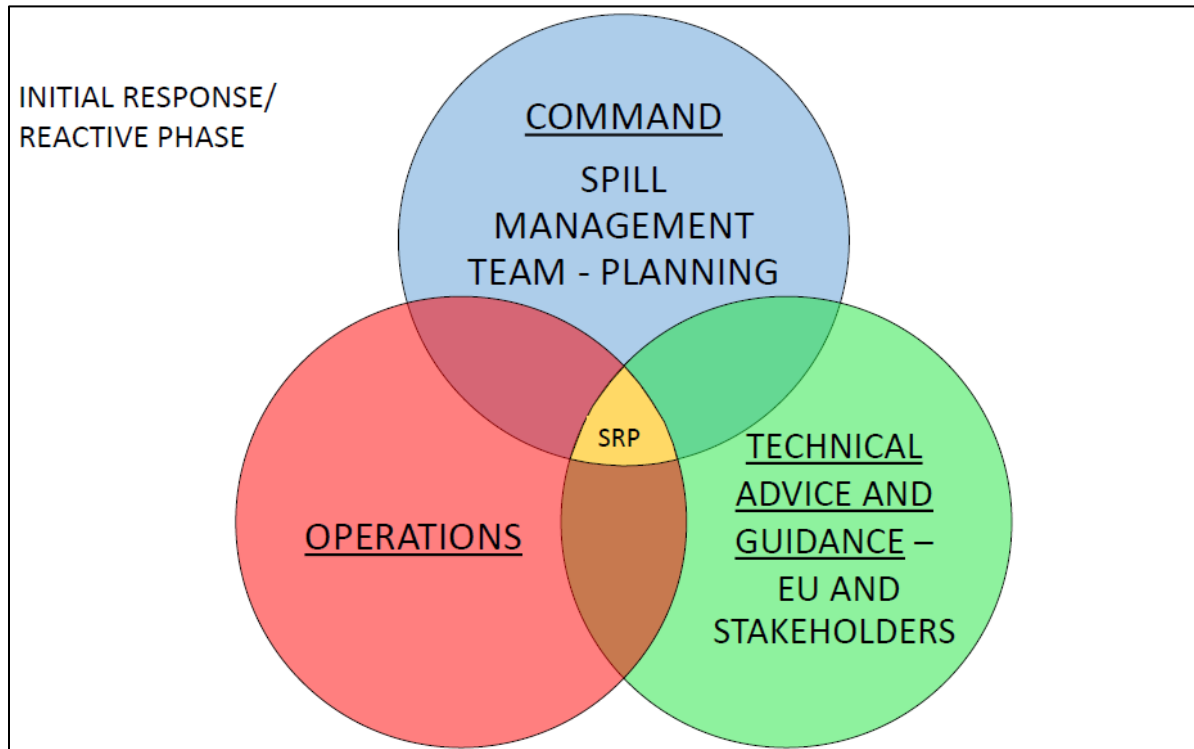 INITIAL RESPONSE/
REACTIVE PHASE
COMMAND
SPILL
MANAGEMENT
TEAM - PLANNING
SRP
OPERATIONS
TECHNICAL
ADVICE AND
GUIDANCE –
EU AND
STAKEHOLDERS